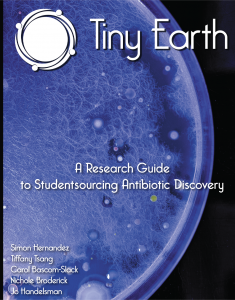 Tiny Earth
A Research Guide
to Studentsourcing Antibiotic Discovery
Simon Hernandez
Tiffany Tsang
Carol Bascom-Slack
Nichole Broderick
Jo Handelsman